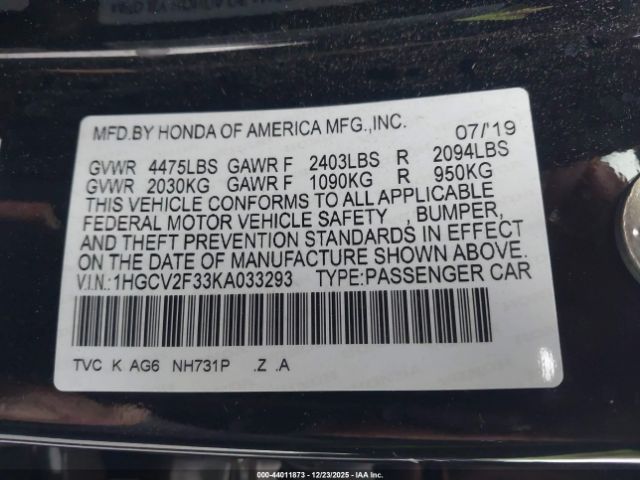 MFD.BY HONDA OF AMERICA MFG.,INC. 07/'19
GVWR 4475LBS GAWR F 2403LBS R 2094LBS
GVWR 2030KG GAWR F 1090KG R 950KG
THIS VEHICLE CONFORMS TO ALL APPLICABLE
FEDERAL MOTOR VEHICLE SAFETY , BUMPER,
AND THEFT PREVENTION STANDARDS IN EFFECT
ON THE DATE OF MANUFACTURE SHOWN ABOVE.
V.I.N.:1HGCV2F33KA033293 TYPE:PASSENGER CAR
TVC K AG6 NH731P .Z .A
000-44011873 - 12/23/2025 - IAAI.COM